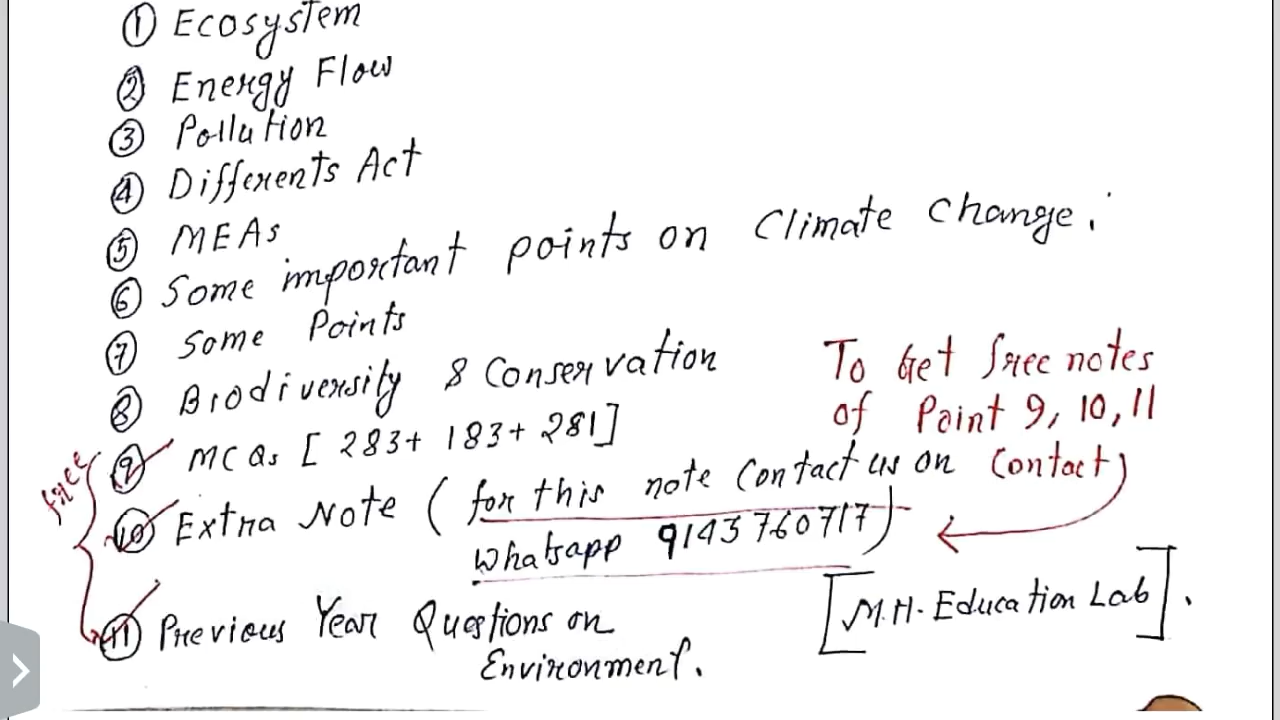 ① Ecosystem
② Energy Flow
③ Pollution
④ Differents Act
⑤ MEAs
⑥ Some important points on Climate change.
⑦ Some Points
⑧ Biodiversity & Conservation
⑨ MCQs [283+ 183+ 281]
⑩ Extra Note (for this note Contact us on
Whatsapp 9143760717)
⑪ Previous Year Questions on
Environment.
free
To Get free notes
of Point 9, 10, 11
Contact
[M.H. Education Lab].